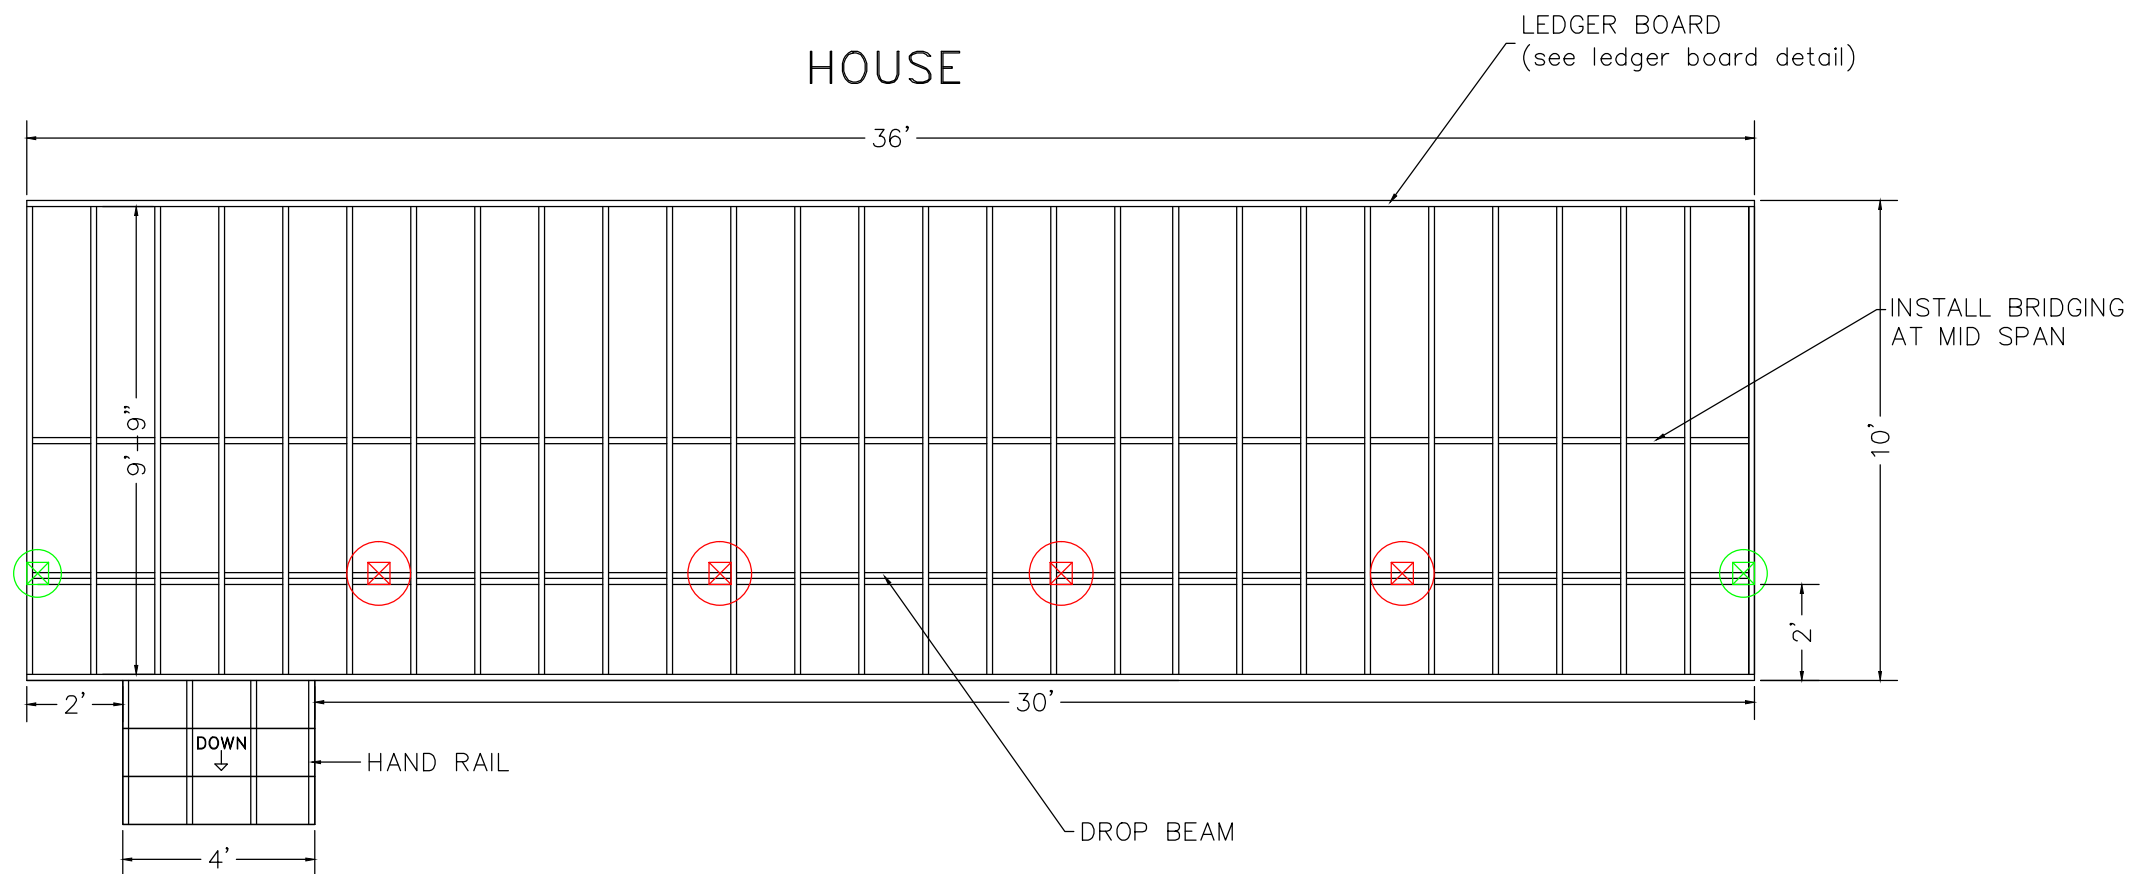 LEDGER BOARD
(see ledger board detail)
HOUSE
36'
INSTALL BRIDGING
AT MID SPAN
9'-9"
10'
2'
2'
30'
DOWN
HAND RAIL
DROP BEAM
4'